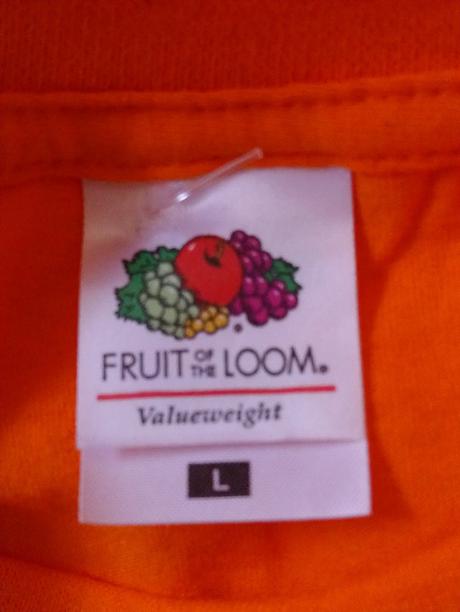 FRUIT OF THE LOOM.
Valueweight
L